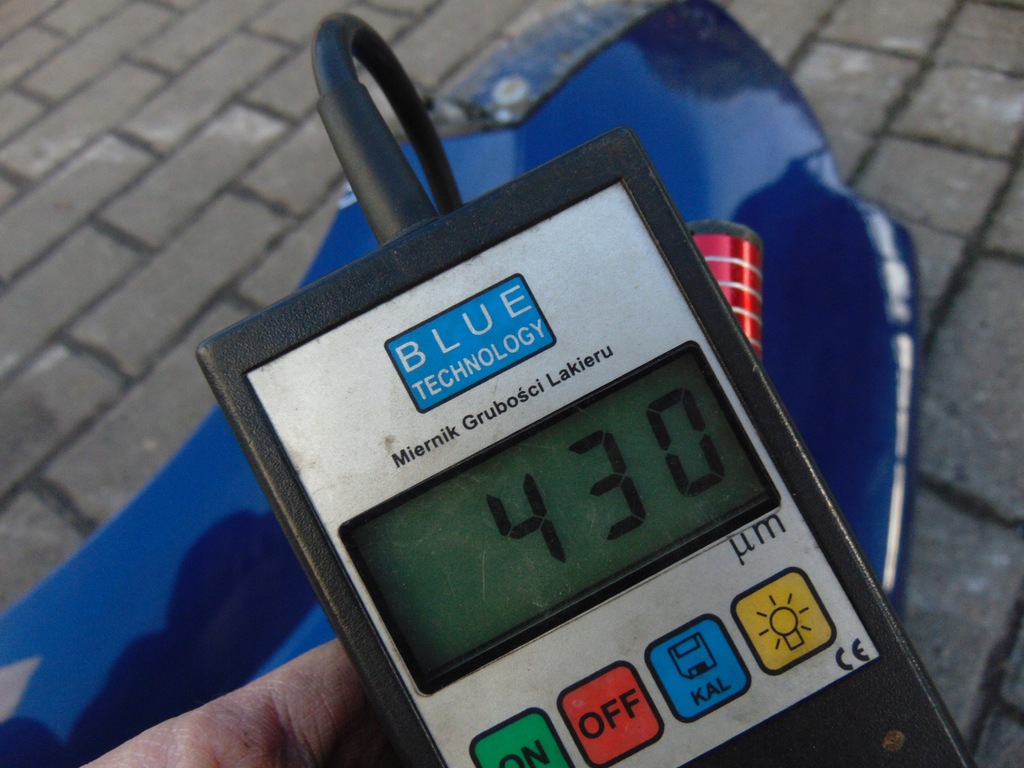 BLUE
TECHNOLOGY
Miernik Grubości Lakieru
430
µm
ON
OFF
KAL
CE